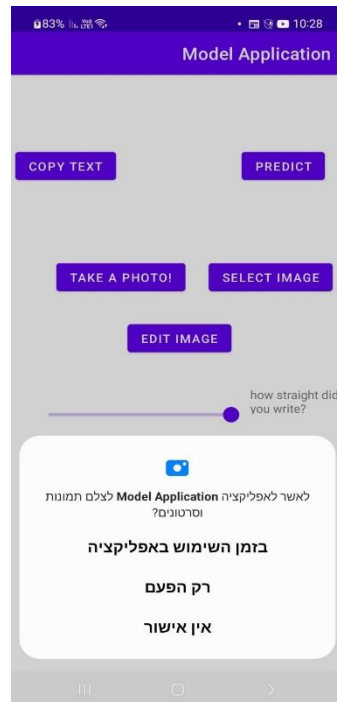 83% 10:28
Model Application
COPY TEXT PREDICT
TAKE A PHOTO! SELECT IMAGE
EDIT IMAGE
how straight did
you write?
לאשר לאפליקציה Model Application לצלם תמונות
וסרטונים?
בזמן השימוש באפליקציה
רק הפעם
אין אישור